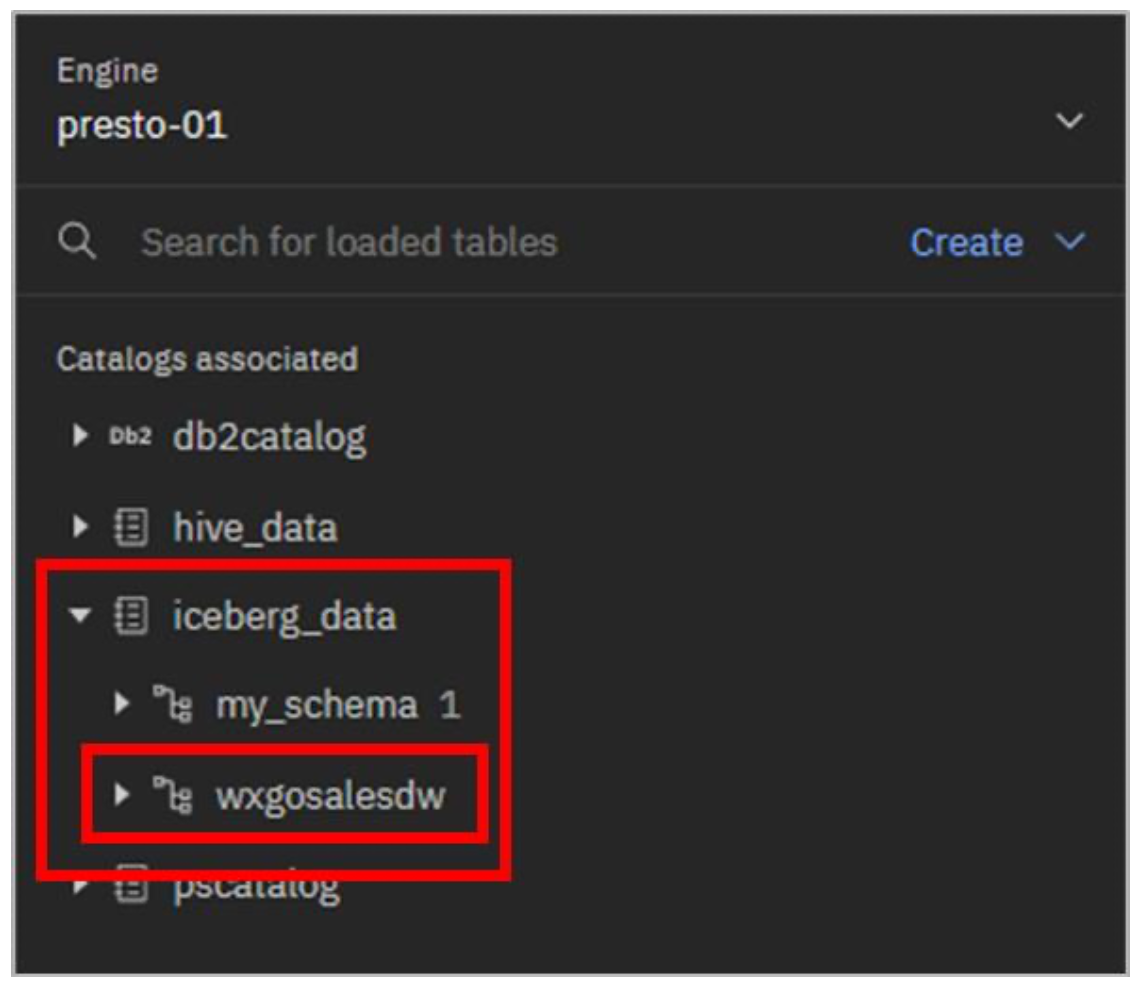 Engine
presto-01
Search for loaded tables Create
Catalogs associated
Db2 db2catalog
hive_data
iceberg_data
my_schema 1
wxgosalesdw
pscatalog